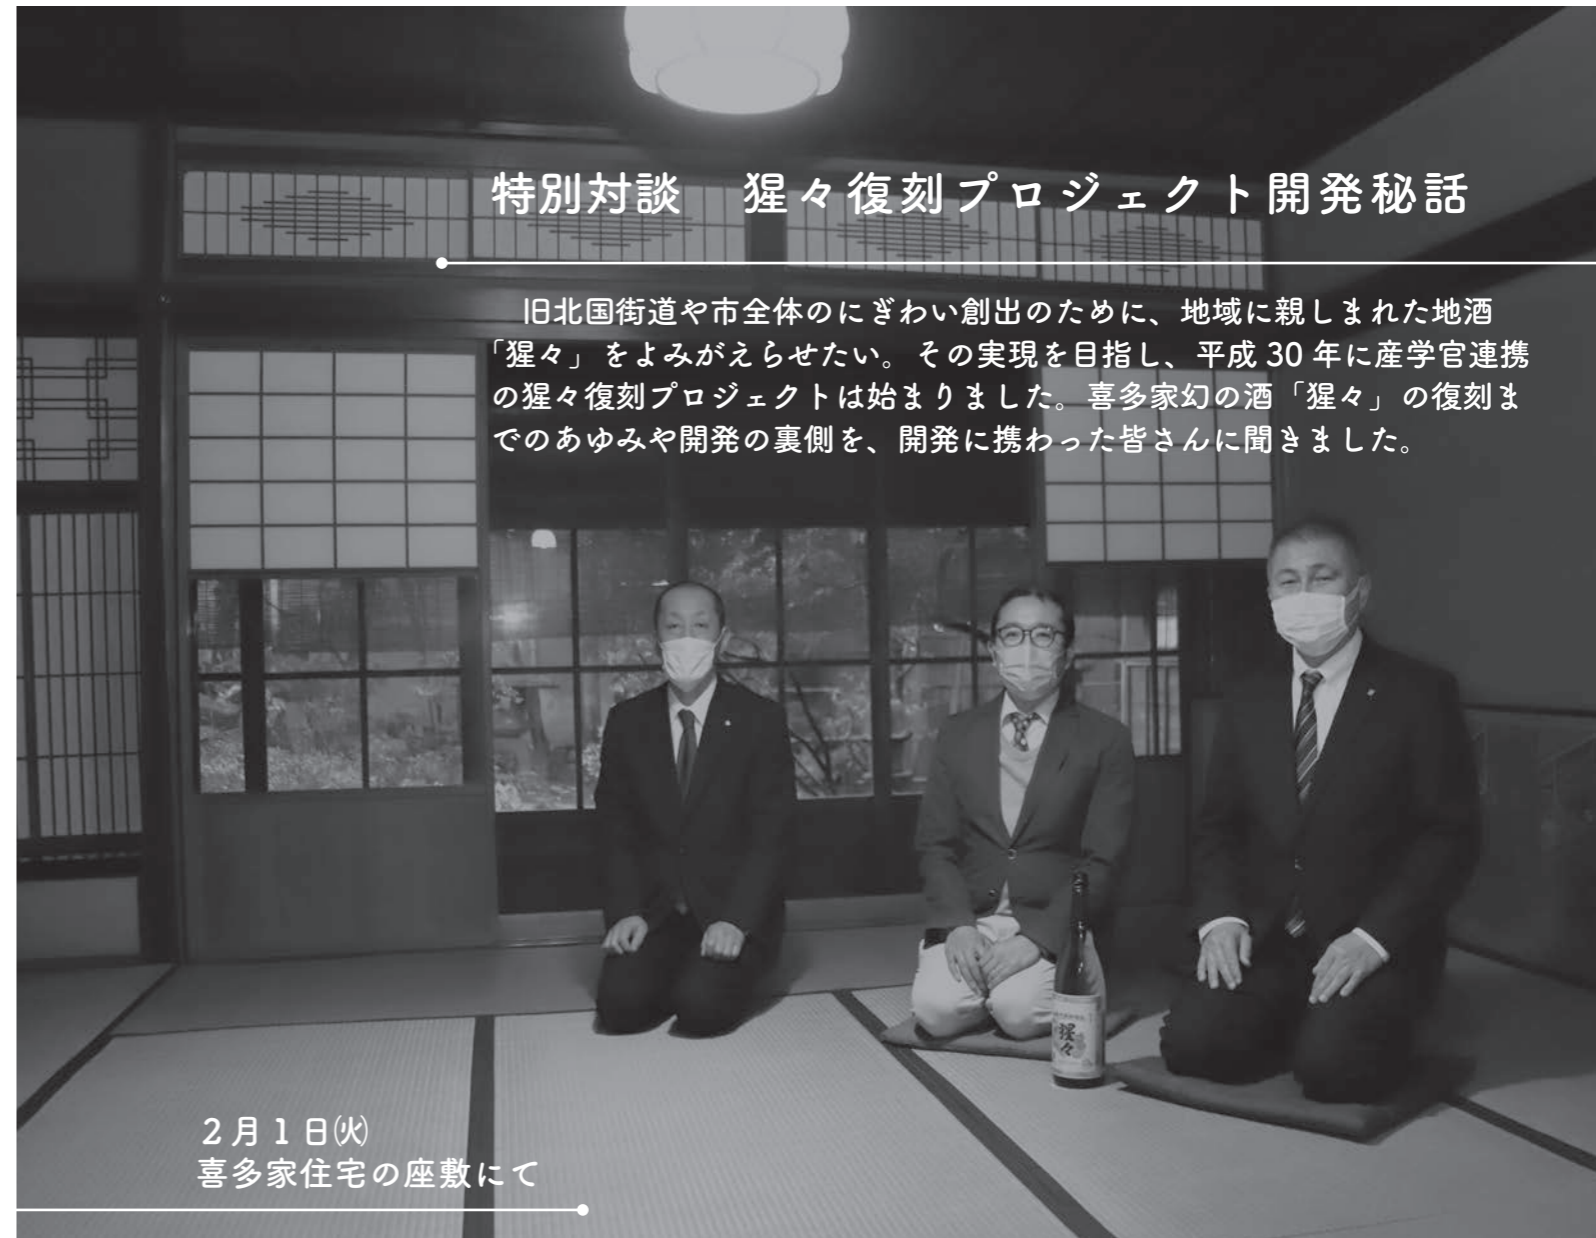 特別対談　猩々復刻プロジェクト開発秘話
旧北国街道や市全体のにぎわい創出のために、地域に親しまれた地酒
「猩々」をよみがえらせたい。その実現を目指し、平成 30 年に産学官連携
の猩々復刻プロジェクトは始まりました。喜多家幻の酒「猩々」の復刻ま
でのあゆみや開発の裏側を、開発に携わった皆さんに聞きました。
猩々
２月１日㈫
喜多家住宅の座敷にて